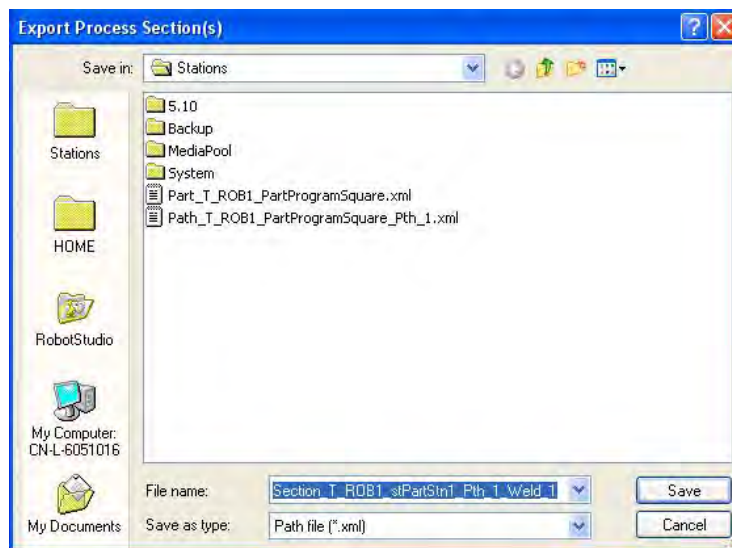 Export Process Section(s)
Save in:
Stations
5.10
Backup
MediaPool
System
Part_T_ROB1_PartProgramSquare.xml
Path_T_ROB1_PartProgramSquare_Pth_1.xml
Stations
HOME
RobotStudio
My Computer:
CN-L-6051016
My Documents
File name:
Section_T_ROB1_stPartStn1_Pth_1_Weld_1
Save
Save as type:
Path file (*.xml)
Cancel